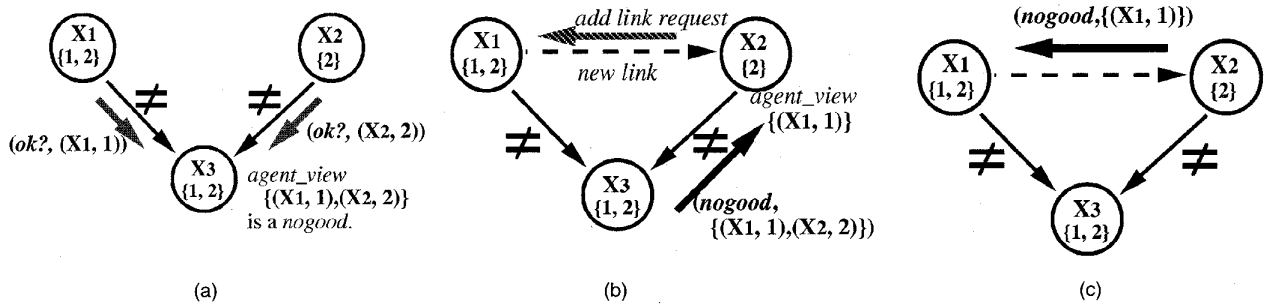 X1
{1, 2}
X2
{2}
≠
≠
(ok?, (X1, 1))
(ok?, (X2, 2))
X3
{1, 2}
agent_view
{(X1, 1),(X2, 2)}
is a nogood.
(a)
add link request
X1
{1, 2}
X2
{2}
new link
agent_view
{(X1, 1)}
≠
≠
X3
{1, 2}
(nogood,
{(X1, 1),(X2, 2)})
(b)
(nogood,{(X1, 1)})
X1
{1, 2}
X2
{2}
≠
≠
X3
{1, 2}
(c)